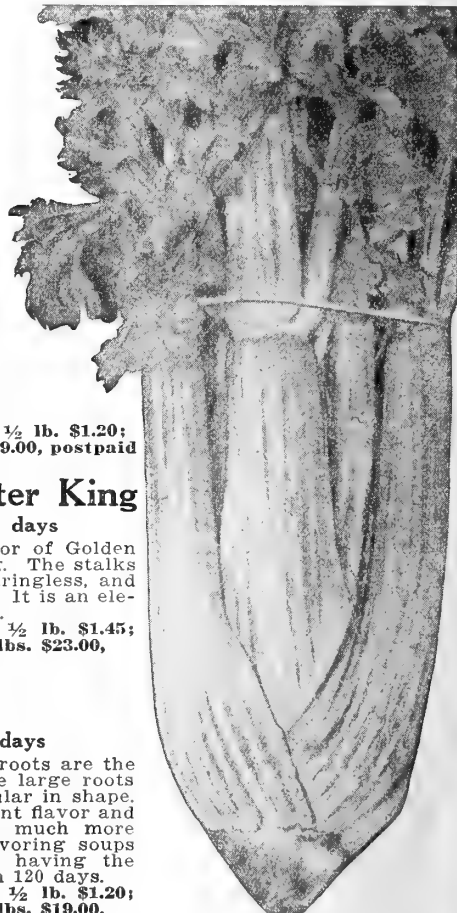 ½ lb. $1.20;
9.00, postpaid
ter King
days
or of Golden
r. The stalks
ringless, and
It is an ele-
½ lb. $1.45;
lbs. $23.00,
days
roots are the
e large roots
ular in shape.
nt flavor and
much more
voring soups
having the
n 120 days.
½ lb. $1.20;
lbs. $19.00,